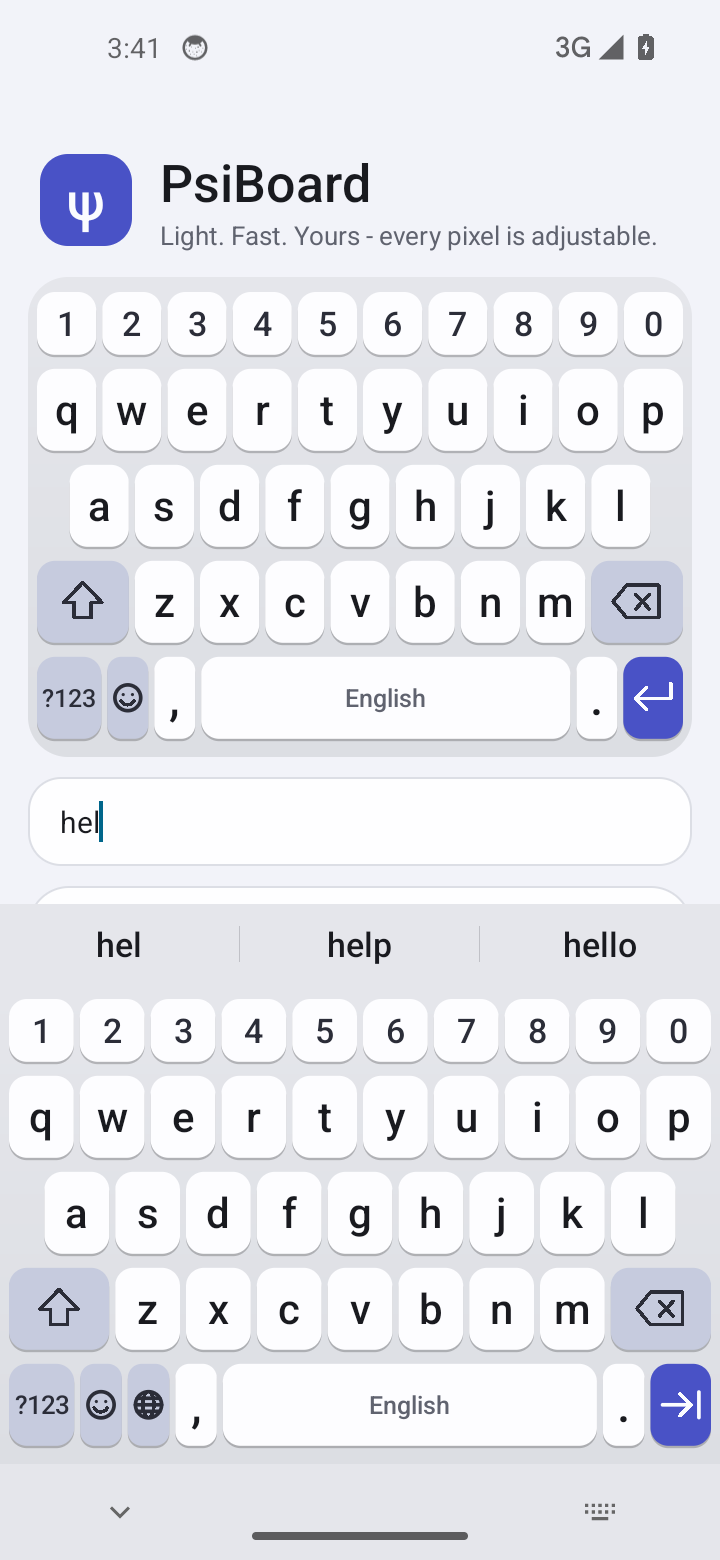 3:41 3G
ψ
PsiBoard
Light. Fast. Yours - every pixel is adjustable.
1 2 3 4 5 6 7 8 9 0
q w e r t y u i o p
a s d f g h j k l
z x c v b n m
?123 , English .
hel
hel help hello
1 2 3 4 5 6 7 8 9 0
q w e r t y u i o p
a s d f g h j k l
z x c v b n m
?123 , English .